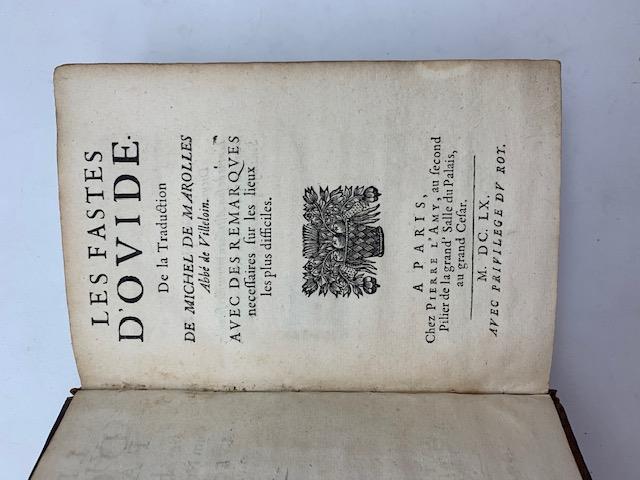 LES FASTES
D'OVIDE.
De la Traduction
DE MICHEL DE MAROLLES
Abbé de Villeloin.
AVEC DES REMARQVES
necessaires sur les lieux
les plus difficiles.
A PARIS,
Chez PIERRE L'AMY, au second
Pilier de la grand' Salle du Palais,
au grand Cesar.
M. DC. LX.
AVEC PRIVILEGE DV ROY.